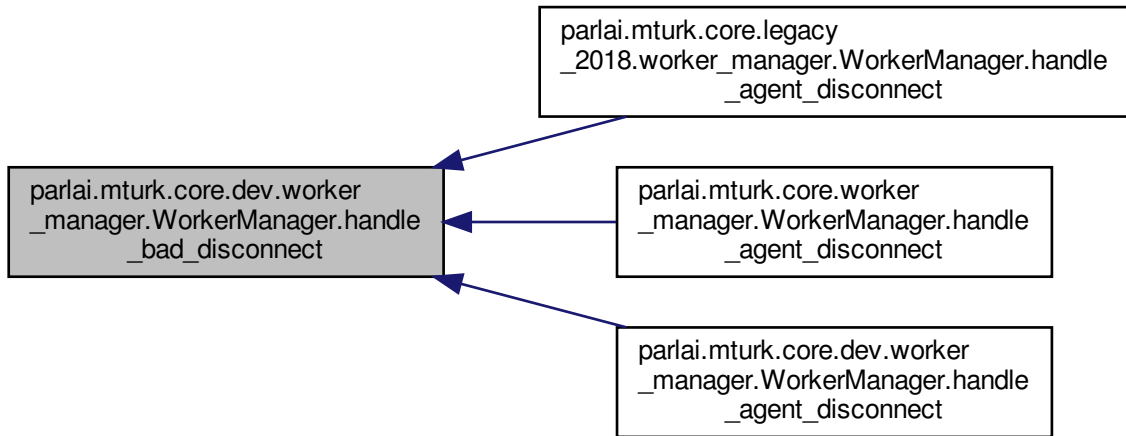 parlai.mturk.core.legacy
_2018.worker_manager.WorkerManager.handle
_agent_disconnect
parlai.mturk.core.dev.worker
_manager.WorkerManager.handle
_bad_disconnect
parlai.mturk.core.worker
_manager.WorkerManager.handle
_agent_disconnect
parlai.mturk.core.dev.worker
_manager.WorkerManager.handle
_agent_disconnect